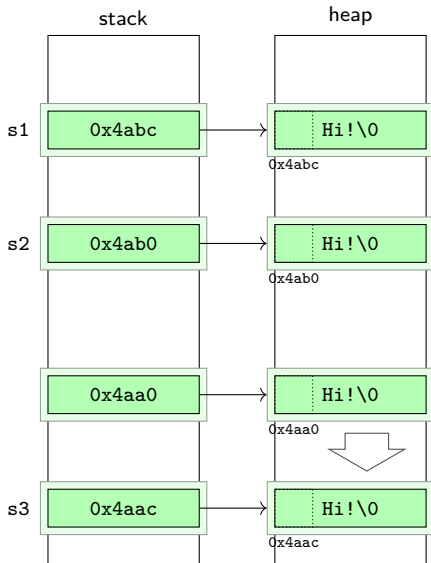 stack heap
s1 0x4abc Hi!\0
0x4abc
s2 0x4ab0 Hi!\0
0x4ab0
0x4aa0 Hi!\0
0x4aa0
s3 0x4aac Hi!\0
0x4aac